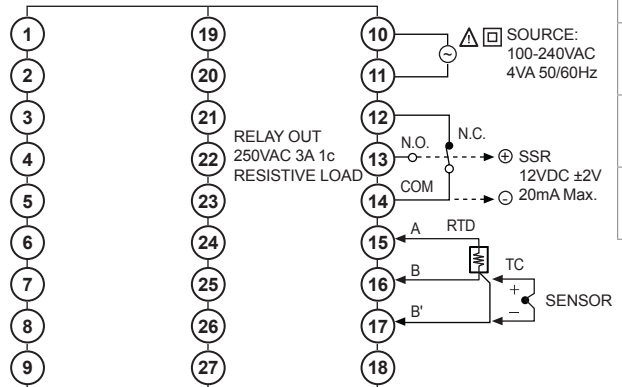 1 19 10
SOURCE:
100-240VAC
4VA 50/60Hz
2 20 11
3 21 12
RELAY OUT
250VAC 3A 1c
RESISTIVE LOAD
N.O. N.C.
4 22 13
SSR
12VDC ±2V
20mA Max.
COM
5 23 14
6 24 15
A RTD
7 25 16
B TC
+
−
SENSOR
B'
8 26 17
9 27 18